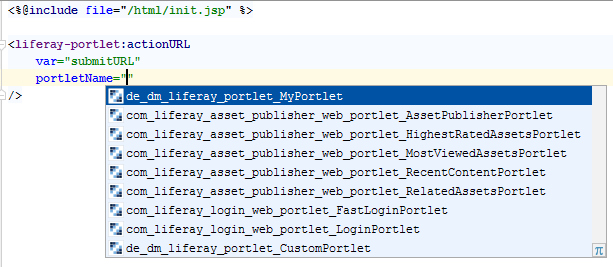 <%@include file="/html/init.jsp" %>
<liferay-portlet:actionURL
var="submitURL"
portletName=""
/>
de_dm_liferay_portlet_MyPortlet
com_liferay_asset_publisher_web_portlet_AssetPublisherPortlet
com_liferay_asset_publisher_web_portlet_HighestRatedAssetsPortlet
com_liferay_asset_publisher_web_portlet_MostViewedAssetsPortlet
com_liferay_asset_publisher_web_portlet_RecentContentPortlet
com_liferay_asset_publisher_web_portlet_RelatedAssetsPortlet
com_liferay_login_web_portlet_FastLoginPortlet
com_liferay_login_web_portlet_LoginPortlet
de_dm_liferay_portlet_CustomPortlet
π